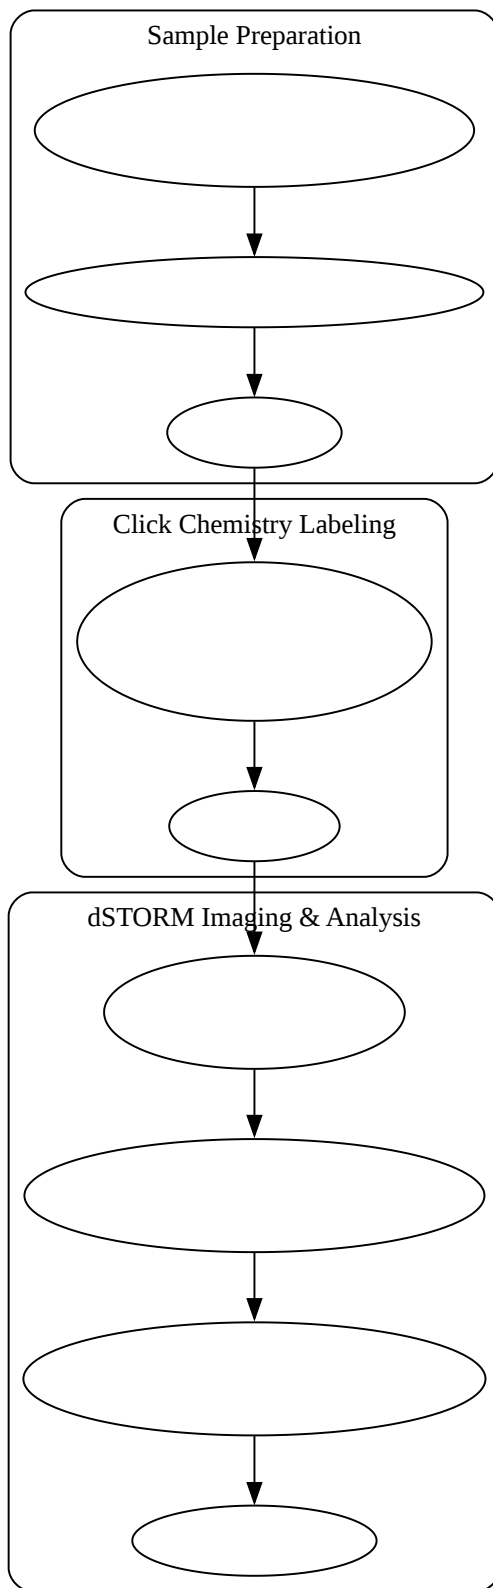 Sample Preparation
Click Chemistry Labeling
dSTORM Imaging & Analysis